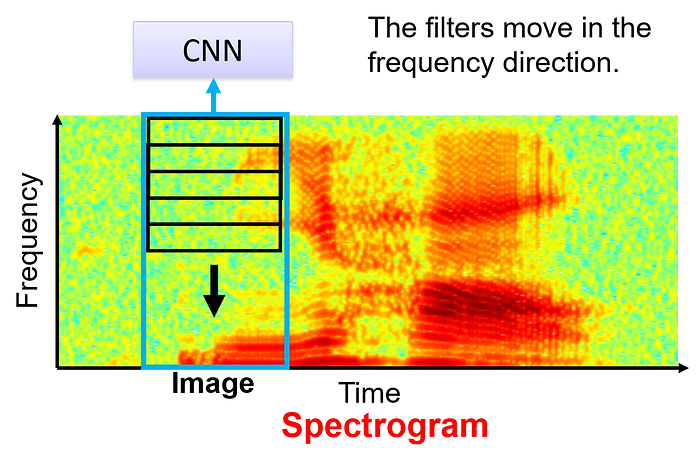 CNN
The filters move in the
frequency direction.
Frequency
Image
Time
Spectrogram